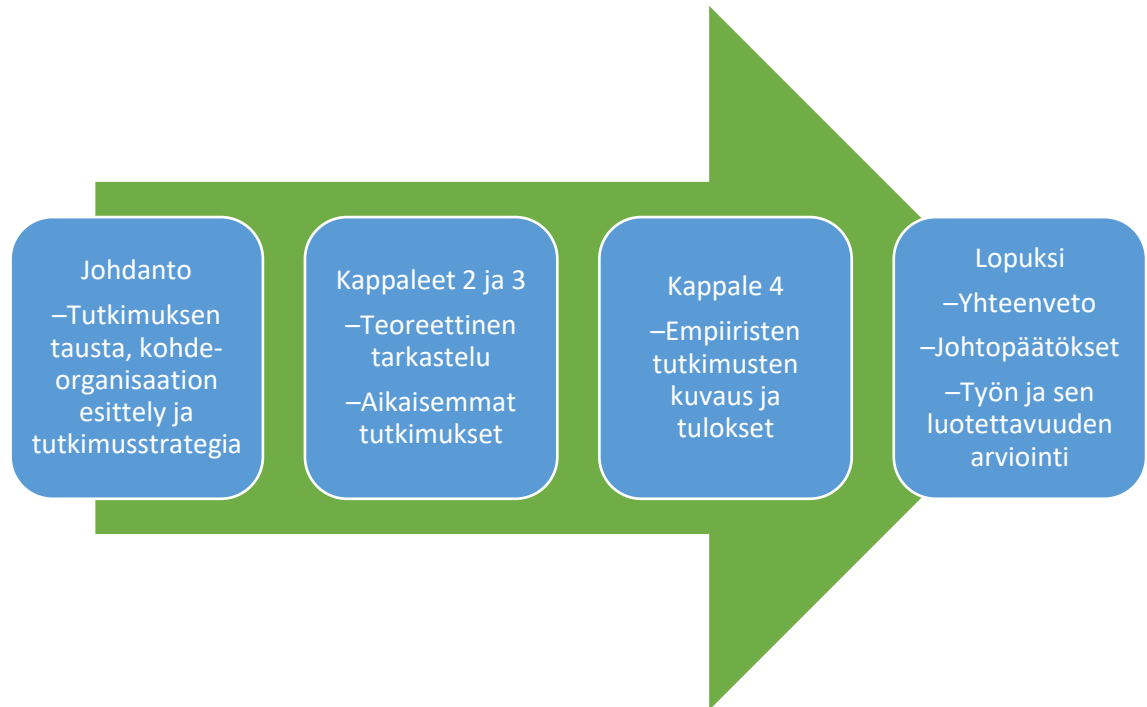 Johdanto
–Tutkimuksen
tausta, kohde-
organisaation
esittely ja
tutkimusstrategia
Kappaleet 2 ja 3
–Teoreettinen
tarkastelu
–Aikaisemmat
tutkimukset
Kappale 4
–Empiiristen
tutkimusten
kuvaus ja
tulokset
Lopuksi
–Yhteenveto
–Johtopäätökset
–Työn ja sen
luotettavuuden
arviointi